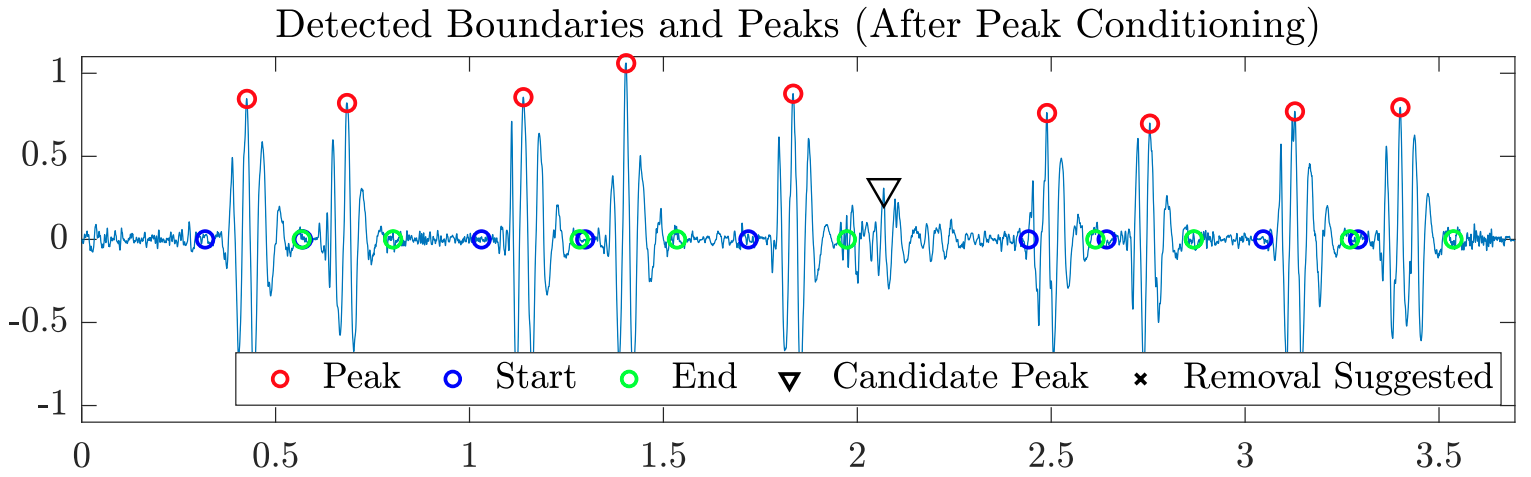 Detected Boundaries and Peaks (After Peak Conditioning)
1
0.5
0
-0.5
-1
Peak Start End Candidate Peak Removal Suggested
0 0.5 1 1.5 2 2.5 3 3.5